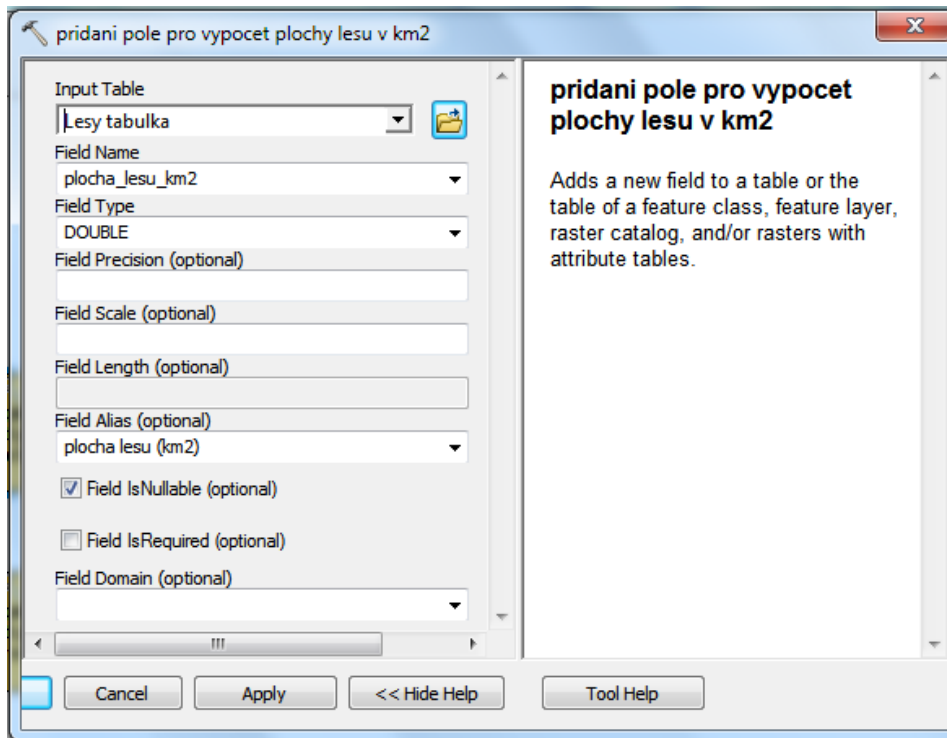 pridani pole pro vypocet plochy lesu v km2
Input Table
Lesy tabulka
Field Name
plocha_lesu_km2
Field Type
DOUBLE
Field Precision (optional)
Field Scale (optional)
Field Length (optional)
Field Alias (optional)
plocha lesu (km2)
Field IsNullable (optional)
Field IsRequired (optional)
Field Domain (optional)
pridani pole pro vypocet
plochy lesu v km2
Adds a new field to a table or the
table of a feature class, feature layer,
raster catalog, and/or rasters with
attribute tables.
Cancel
Apply
<< Hide Help
Tool Help